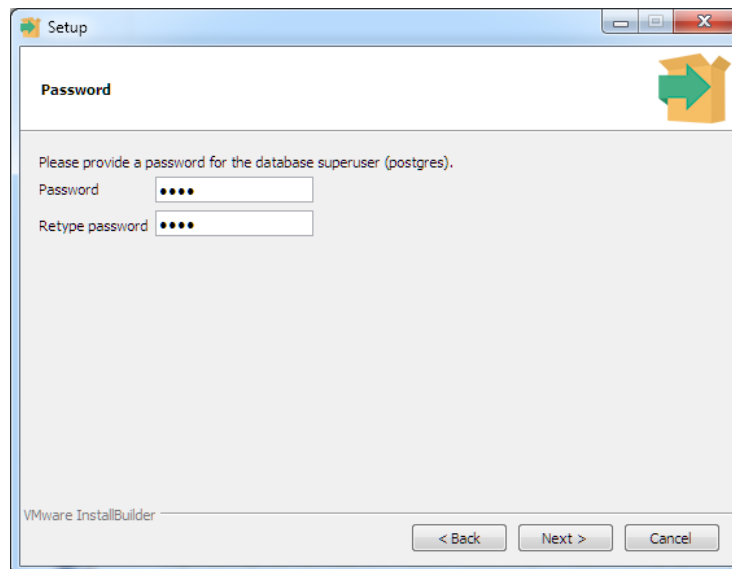 Setup
Password
Please provide a password for the database superuser (postgres).
Password ••••
Retype password ••••
VMware InstallBuilder
< Back Next > Cancel